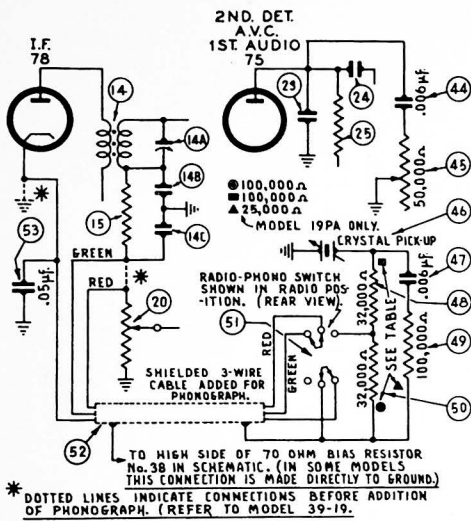 I.F.
78
2ND. DET.
A.V.C.
1ST. AUDIO
75
14
14A
14B
14C
15
53
.05µf.
GREEN
RED
20
23
24
25
44
.006µf.
45
50,000Ω
● 100,000Ω
■ 100,000Ω
▲ 25,000Ω
MODEL 19PA ONLY.
46
CRYSTAL PICK-UP
47
.006µf.
48
49
100,000Ω
50
SEE TABLE
32,000Ω
32,000Ω
RADIO-PHONO SWITCH
SHOWN IN RADIO POS-
ITION. (REAR VIEW).
51
RED
GREEN
SHIELDED 3-WIRE
CABLE ADDED FOR
PHONOGRAPH.
52
TO HIGH SIDE OF 70 OHM BIAS RESISTOR
No. 38 IN SCHEMATIC. (IN SOME MODELS
THIS CONNECTION IS MADE DIRECTLY TO GROUND.)
* DOTTED LINES INDICATE CONNECTIONS BEFORE ADDITION
OF PHONOGRAPH. (REFER TO MODEL 39-19.